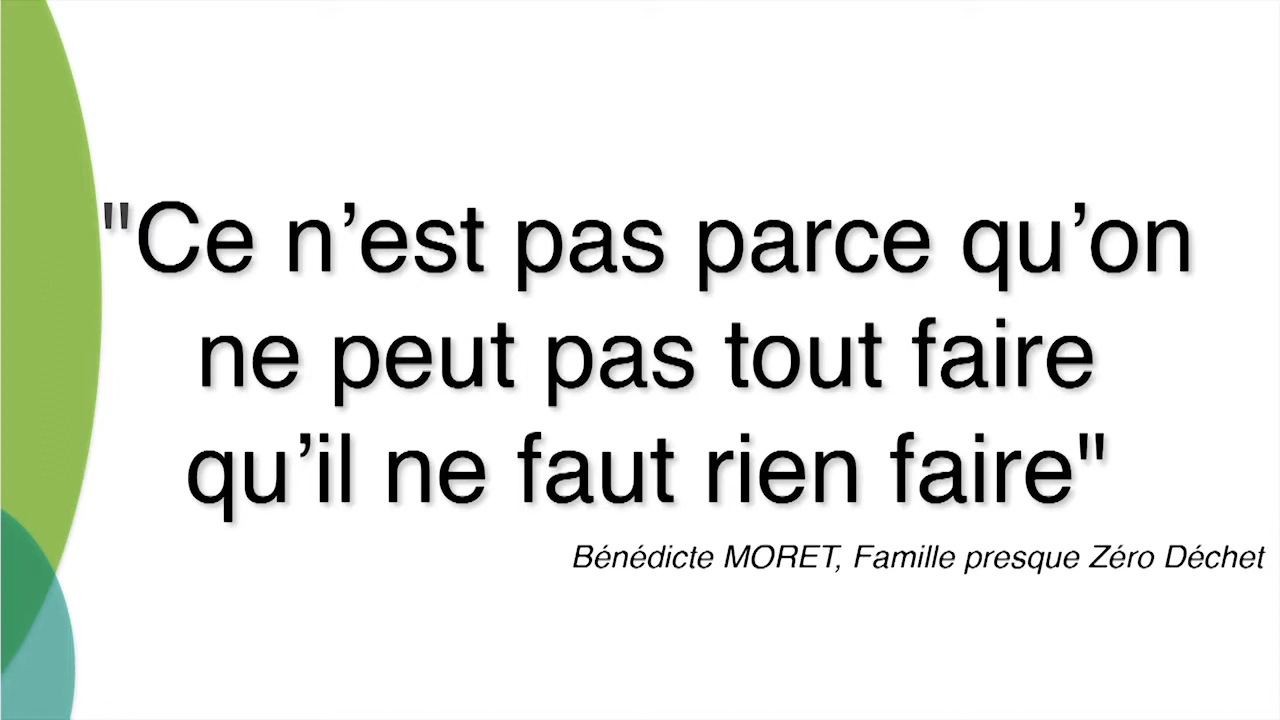 "Ce n’est pas parce qu’on
ne peut pas tout faire
qu’il ne faut rien faire"
Bénédicte MORET, Famille presque Zéro Déchet